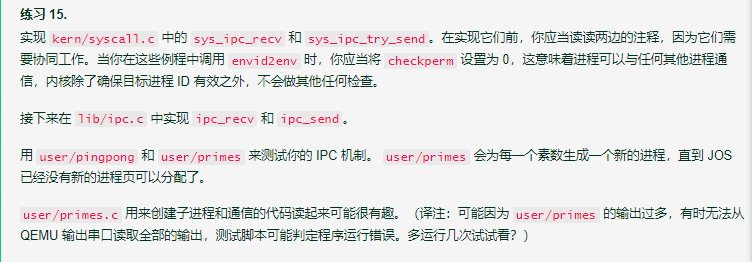 练习 15.
实现 kern/syscall.c 中的 sys_ipc_recv 和 sys_ipc_try_send。在实现它们前，你应当读读两边的注释，因为它们需
要协同工作。当你在这些例程中调用 envid2env 时，你应当将 checkperm 设置为 0，这意味着进程可以与任何其他进程通
信，内核除了确保目标进程 ID 有效之外，不会做其他任何检查。
接下来在 lib/ipc.c 中实现 ipc_recv 和 ipc_send。
用 user/pingpong 和 user/primes 来测试你的 IPC 机制。 user/primes 会为每一个素数生成一个新的进程，直到 JOS
已经没有新的进程页可以分配了。
user/primes.c 用来创建子进程和通信的代码读起来可能很有趣。（译注：可能因为 user/primes 的输出过多，有时无法从
QEMU 输出串口读取全部的输出，测试脚本可能判定程序运行错误。多运行几次试试看？）